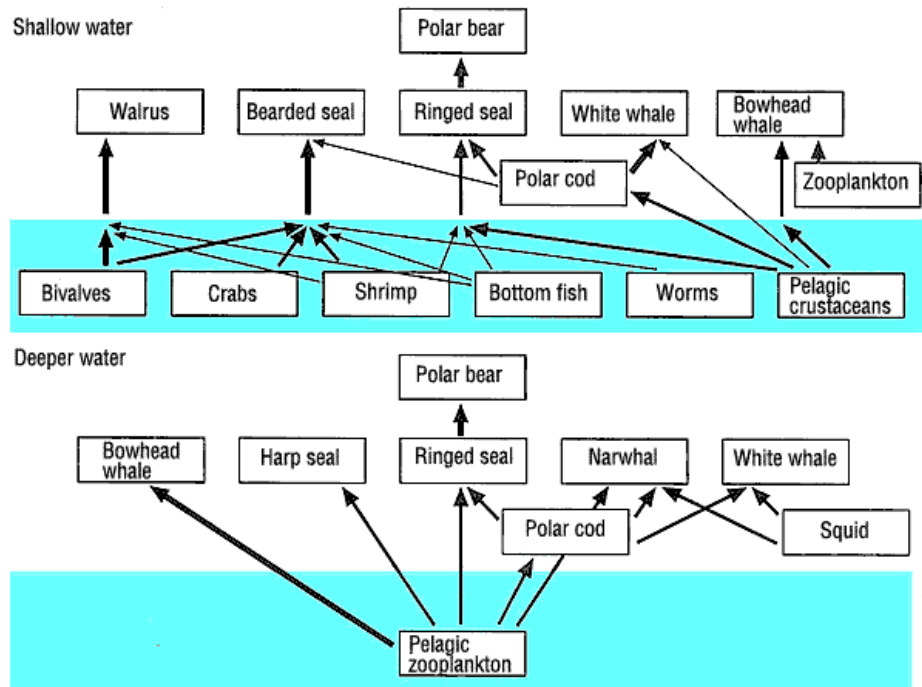 Shallow water
Polar bear
Walrus
Bearded seal
Ringed seal
White whale
Bowhead
whale
Polar cod
Zooplankton
Bivalves
Crabs
Shrimp
Bottom fish
Worms
Pelagic
crustaceans
Deeper water
Polar bear
Bowhead
whale
Harp seal
Ringed seal
Narwhal
White whale
Polar cod
Squid
Pelagic
zooplankton